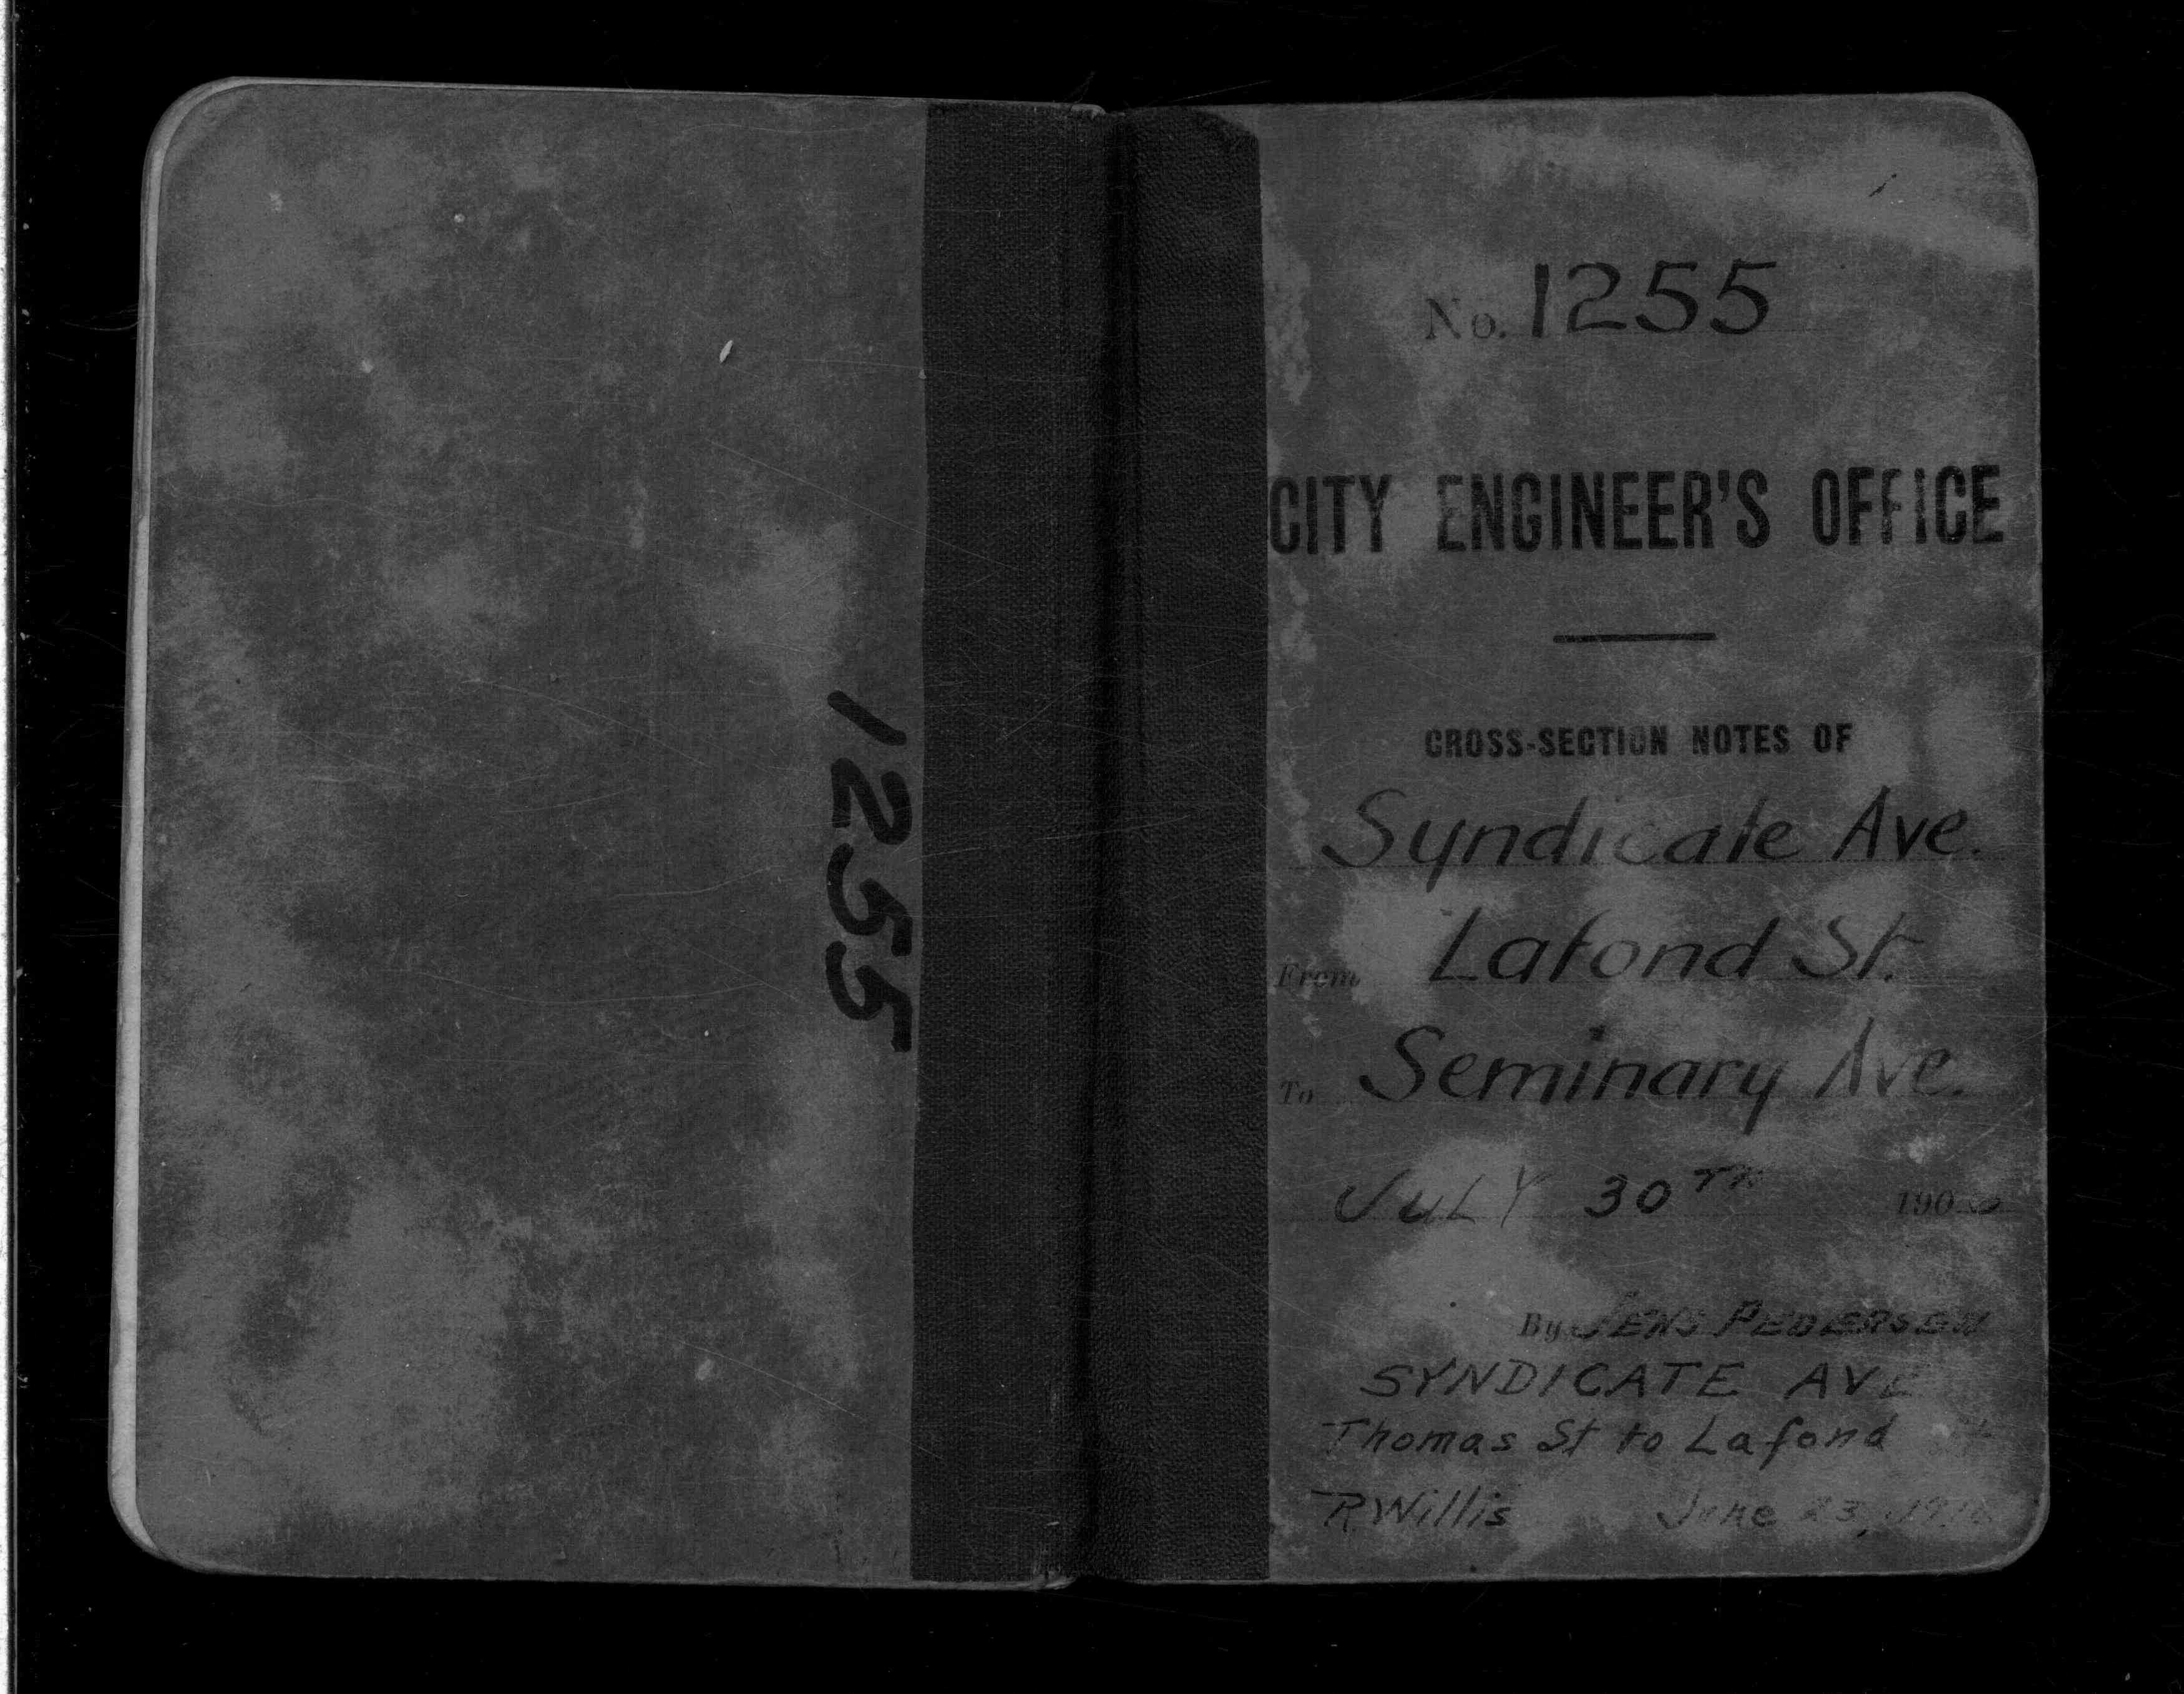 1255
No. 1255
CITY ENGINEER'S OFFICE
CROSS-SECTION NOTES OF
Syndicate Ave.
From Lafond St.
To Seminary Ave.
JULY 30TH 190
By JENS PEDERSEN
SYNDICATE AVE
Thomas St to Lafond
R Willis June 23, 1916